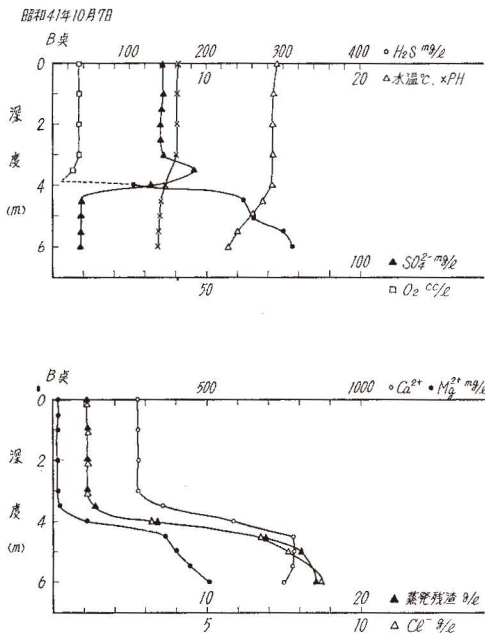 昭和41年10月7日
B点
100 200 300 400 ○ H₂S mg/l
0 10 20 △水温℃, ×PH
2
4
6
深度(m)
100 ▲ SO₄²⁻ mg/l
50 □ O₂ cc/l
B点
500 1000 ○ Ca²⁺ ● Mg²⁺ mg/l
0
2
4
6
深度(m)
10 20 ▲ 蒸発残渣 g/l
5 10 △ Cl⁻ g/l